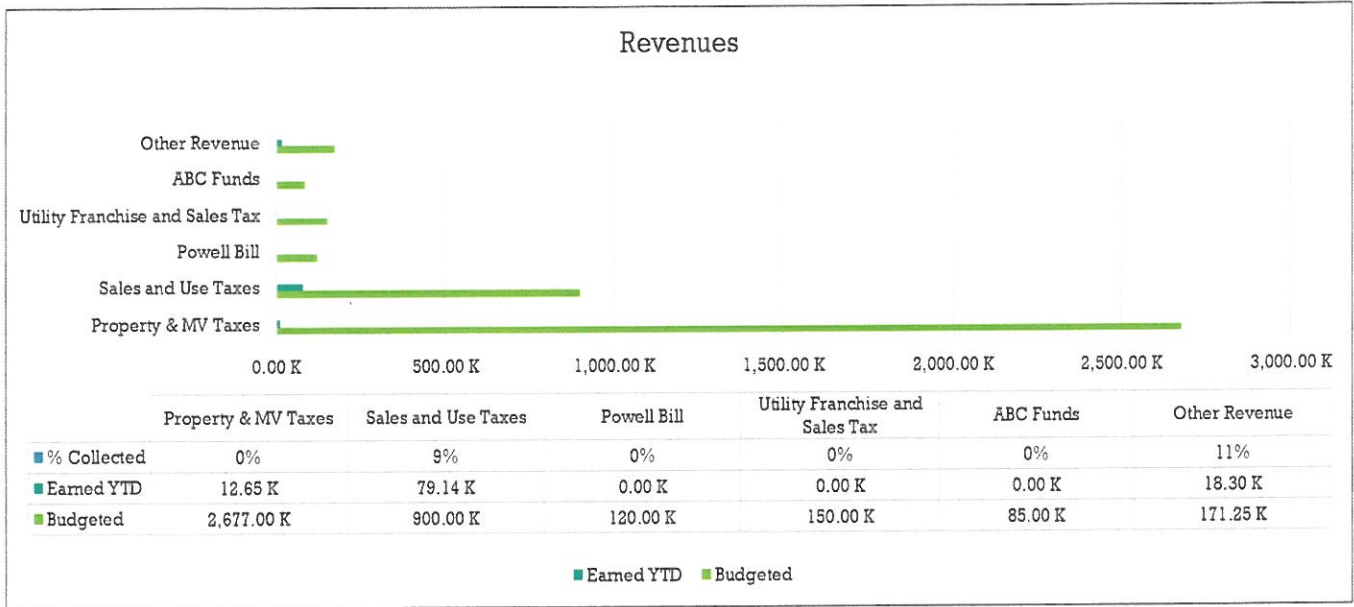 Revenues
Other Revenue
ABC Funds
Utility Franchise and Sales Tax
Powell Bill
Sales and Use Taxes
Property & MV Taxes
0.00 K 500.00 K 1,000.00 K 1,500.00 K 2,000.00 K 2,500.00 K 3,000.00 K
Property & MV Taxes Sales and Use Taxes Powell Bill Utility Franchise and Sales Tax ABC Funds Other Revenue
% Collected 0% 9% 0% 0% 0% 11%
Earned YTD 12.65 K 79.14 K 0.00 K 0.00 K 0.00 K 18.30 K
Budgeted 2,677.00 K 900.00 K 120.00 K 150.00 K 85.00 K 171.25 K
Earned YTD Budgeted